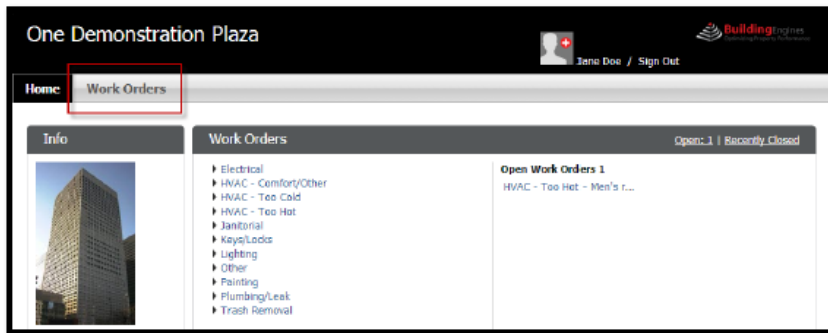 One Demonstration Plaza
BuildingEngines
Jane Doe / Sign Out
Home
Work Orders
Info
Work Orders
Open: 1 | Recently Closed
Electrical
HVAC - Comfort/Other
HVAC - Too Cold
HVAC - Too Hot
Janitorial
Keys/Locks
Lighting
Other
Painting
Plumbing/Leak
Trash Removal
Open Work Orders 1
HVAC - Too Hot - Men's r...